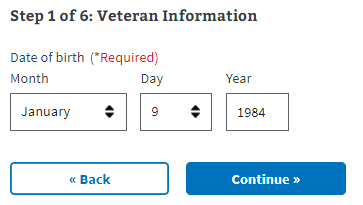 Step 1 of 6: Veteran Information
Date of birth (*Required)
Month Day Year
January 9 1984
« Back Continue »